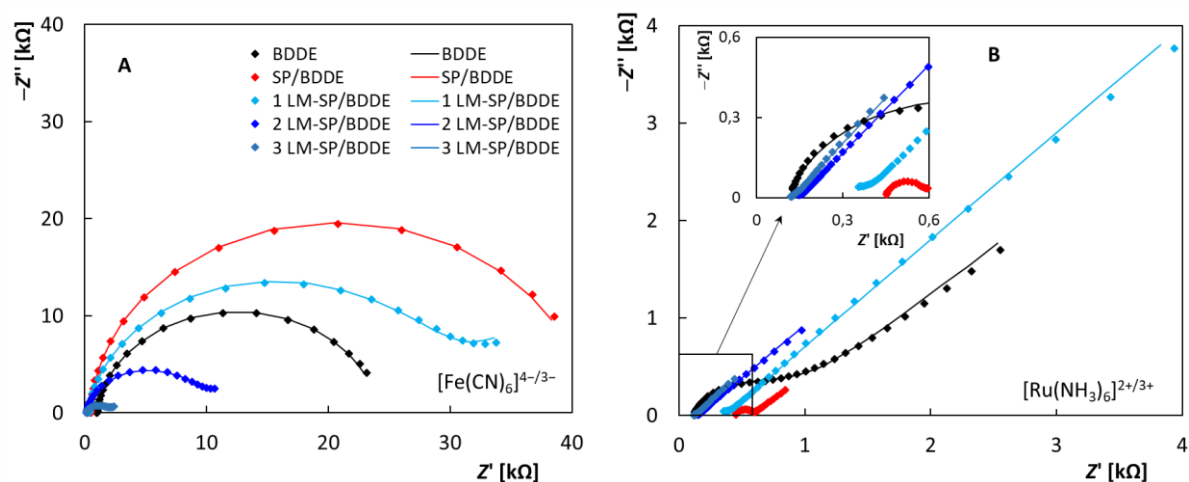 40
30
20
10
0
−Z'' [kΩ]
A
BDDE BDDE
SP/BDDE SP/BDDE
1 LM-SP/BDDE 1 LM-SP/BDDE
2 LM-SP/BDDE 2 LM-SP/BDDE
3 LM-SP/BDDE 3 LM-SP/BDDE
[Fe(CN)₆]⁴⁻/³⁻
0 10 20 30 40
Z' [kΩ]
4
3
2
1
0
−Z'' [kΩ]
B
0,6
0,3
0
−Z'' [kΩ]
0 0,3 0,6
Z' [kΩ]
[Ru(NH₃)₆]²⁺/³⁺
0 1 2 3 4
Z' [kΩ]